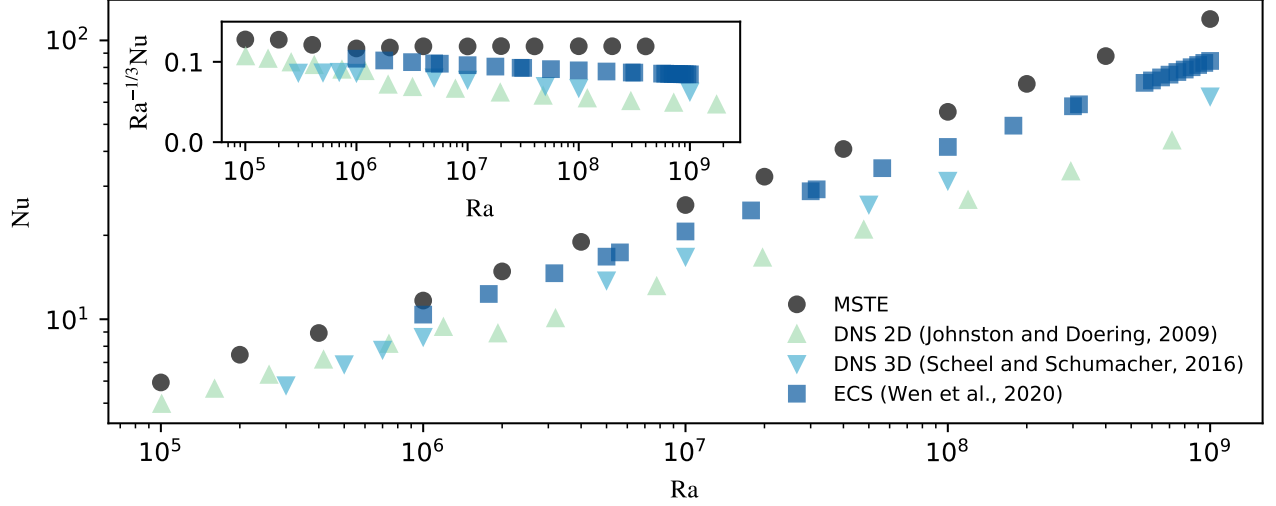 10²
10¹
Nu
Ra⁻¹/³Nu
0.1
0.0
10⁵ 10⁶ 10⁷ 10⁸ 10⁹
Ra
MSTE
DNS 2D (Johnston and Doering, 2009)
DNS 3D (Scheel and Schumacher, 2016)
ECS (Wen et al., 2020)
10⁵ 10⁶ 10⁷ 10⁸ 10⁹
Ra